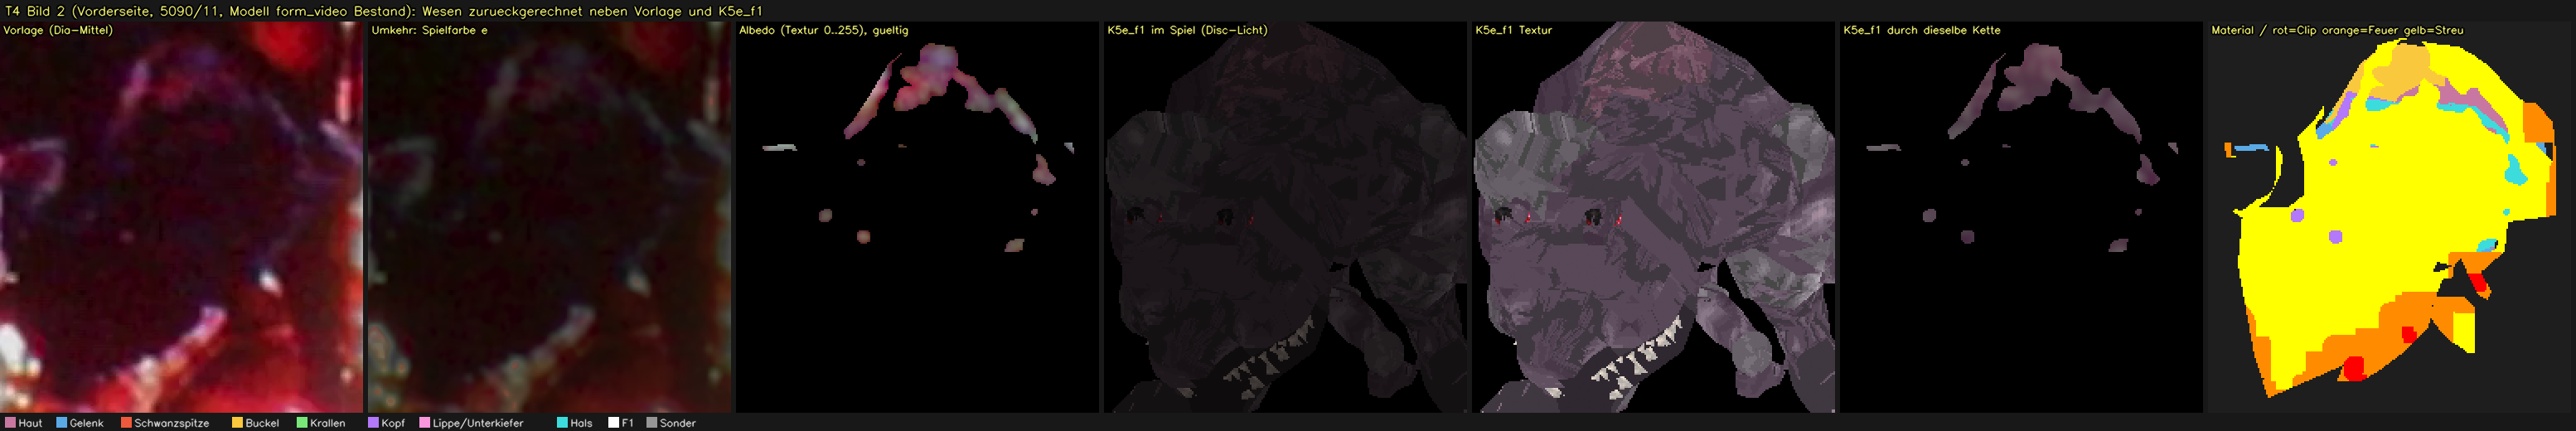 T4 Bild 2 (Vorderseite, 5090/11, Modell form_video Bestand): Wesen zurueckgerechnet neben Vorlage und K5e_f1
Vorlage (Dia-Mittel)
Umkehr: Spielfarbe e
Albedo (Textur 0..255), gueltig
K5e_f1 im Spiel (Disc-Licht)
K5e_f1 Textur
K5e_f1 durch dieselbe Kette
Material / rot=Clip orange=Feuer gelb=Streu
Haut
Gelenk
Schwanzspitze
Buckel
Krallen
Kopf
Lippe/Unterkiefer
Hals
F1
Sonder